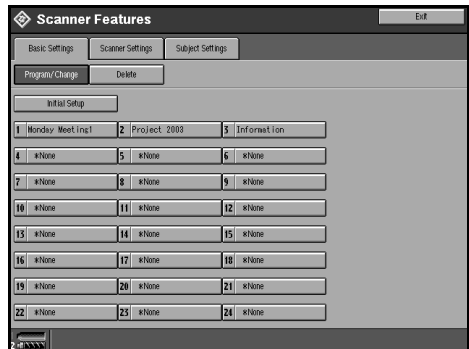 Scanner Features Exit
Basic Settings Scanner Settings Subject Settings
Program/Change Delete
Initial Setup
1 Monday Meeting1 2 Project 2003 3 Information
4 *None 5 *None 6 *None
7 *None 8 *None 9 *None
10 *None 11 *None 12 *None
13 *None 14 *None 15 *None
16 *None 17 *None 18 *None
19 *None 20 *None 21 *None
22 *None 23 *None 24 *None